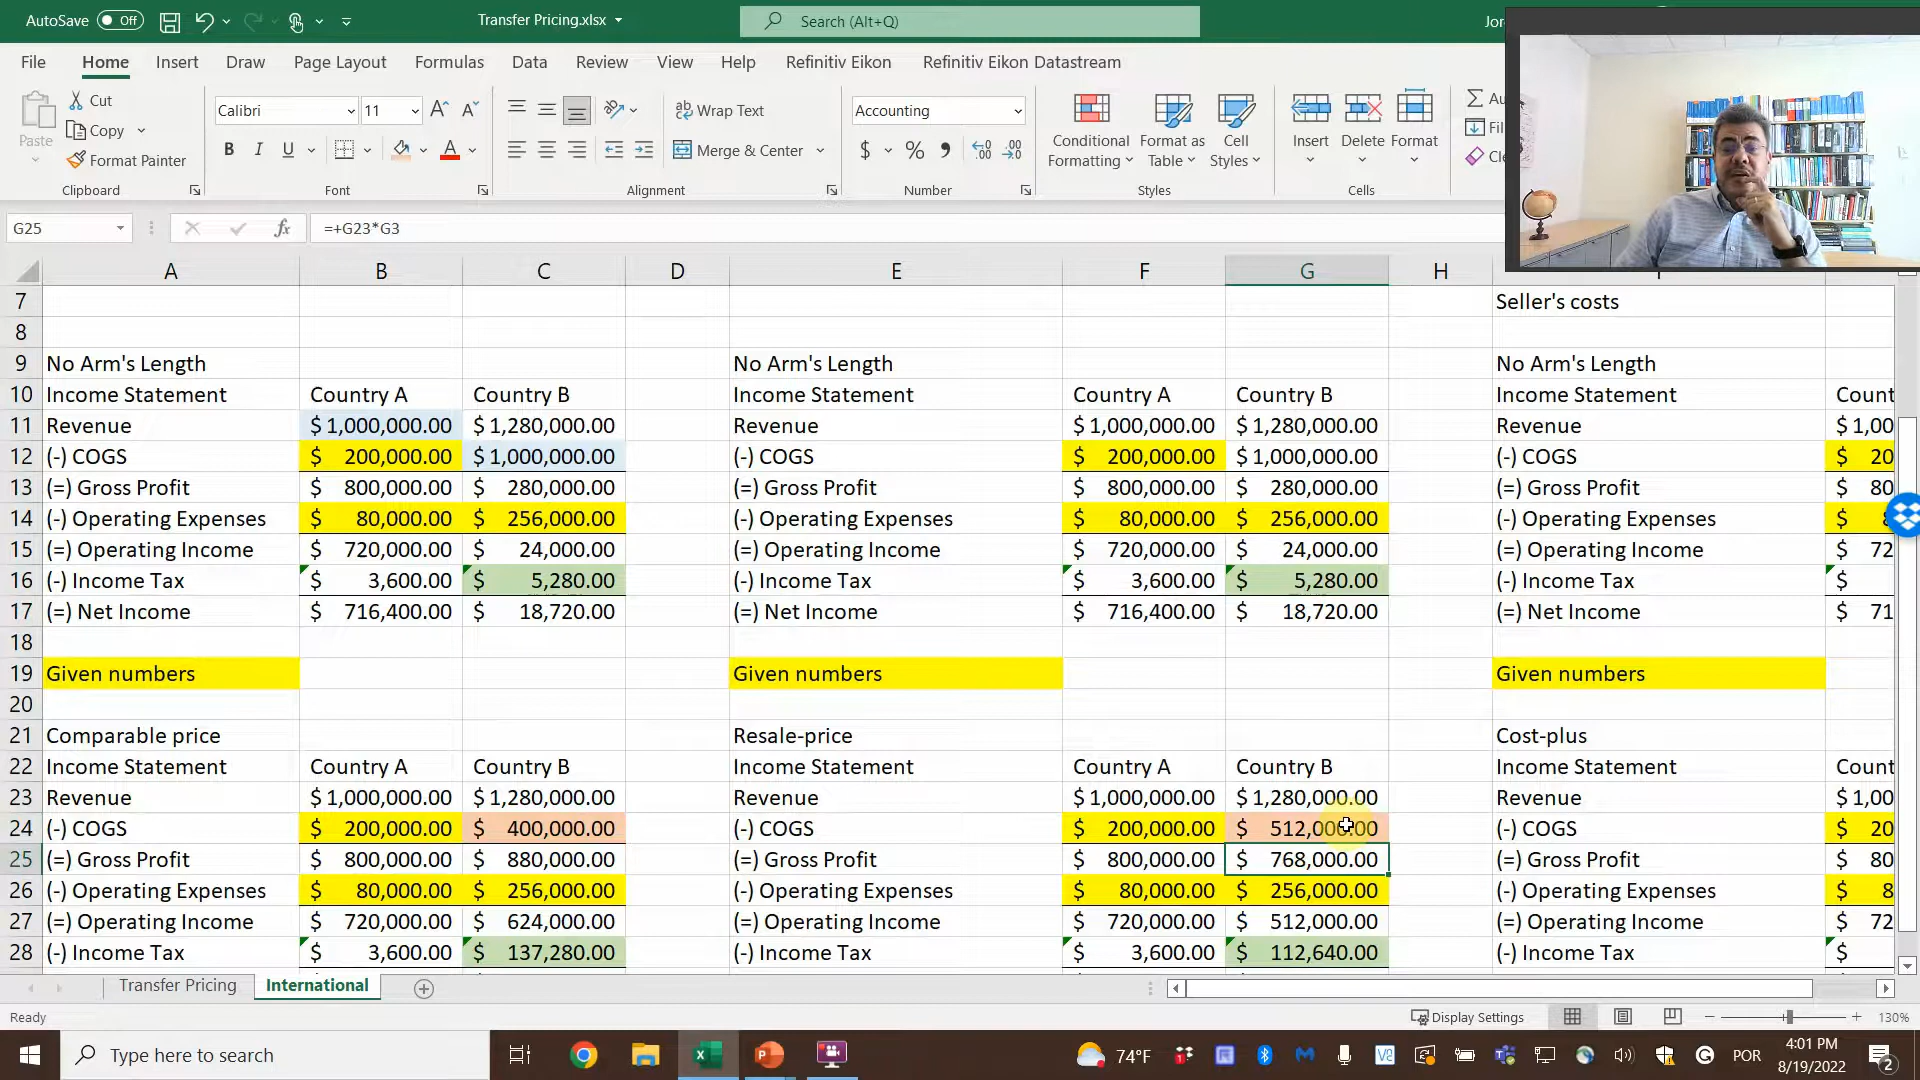 AutoSave Off Transfer Pricing.xlsx Search (Alt+Q)
File Home Insert Draw Page Layout Formulas Data Review View Help Refinitiv Eikon Refinitiv Eikon Datastream
Paste Cut Copy Format Painter Clipboard
Calibri 11 B I U A Font
Wrap Text Merge & Center Alignment
Accounting $ % Number
Conditional Formatting Format as Table Cell Styles Styles
Insert Delete Format Cells
G25 fx =+G23*G3
A B C D E F G H
7 Seller's costs
8
9 No Arm's Length No Arm's Length No Arm's Length
10 Income Statement Country A Country B Income Statement Country A Country B Income Statement Count
11 Revenue $ 1,000,000.00 $ 1,280,000.00 Revenue $ 1,000,000.00 $ 1,280,000.00 Revenue $ 1,00
12 (-) COGS $ 200,000.00 $ 1,000,000.00 (-) COGS $ 200,000.00 $ 1,000,000.00 (-) COGS $ 20
13 (=) Gross Profit $ 800,000.00 $ 280,000.00 (=) Gross Profit $ 800,000.00 $ 280,000.00 (=) Gross Profit $ 80
14 (-) Operating Expenses $ 80,000.00 $ 256,000.00 (-) Operating Expenses $ 80,000.00 $ 256,000.00 (-) Operating Expenses $
15 (=) Operating Income $ 720,000.00 $ 24,000.00 (=) Operating Income $ 720,000.00 $ 24,000.00 (=) Operating Income $ 72
16 (-) Income Tax $ 3,600.00 $ 5,280.00 (-) Income Tax $ 3,600.00 $ 5,280.00 (-) Income Tax $
17 (=) Net Income $ 716,400.00 $ 18,720.00 (=) Net Income $ 716,400.00 $ 18,720.00 (=) Net Income $ 71
18
19 Given numbers Given numbers Given numbers
20
21 Comparable price Resale-price Cost-plus
22 Income Statement Country A Country B Income Statement Country A Country B Income Statement Count
23 Revenue $ 1,000,000.00 $ 1,280,000.00 Revenue $ 1,000,000.00 $ 1,280,000.00 Revenue $ 1,00
24 (-) COGS $ 200,000.00 $ 400,000.00 (-) COGS $ 200,000.00 $ 512,000.00 (-) COGS $ 20
25 (=) Gross Profit $ 800,000.00 $ 880,000.00 (=) Gross Profit $ 800,000.00 $ 768,000.00 (=) Gross Profit $ 80
26 (-) Operating Expenses $ 80,000.00 $ 256,000.00 (-) Operating Expenses $ 80,000.00 $ 256,000.00 (-) Operating Expenses $ 8
27 (=) Operating Income $ 720,000.00 $ 624,000.00 (=) Operating Income $ 720,000.00 $ 512,000.00 (=) Operating Income $ 72
28 (-) Income Tax $ 3,600.00 $ 137,280.00 (-) Income Tax $ 3,600.00 $ 112,640.00 (-) Income Tax $
Transfer Pricing International
Ready Display Settings 130%
Type here to search 74°F POR 4:01 PM
8/19/2022 2